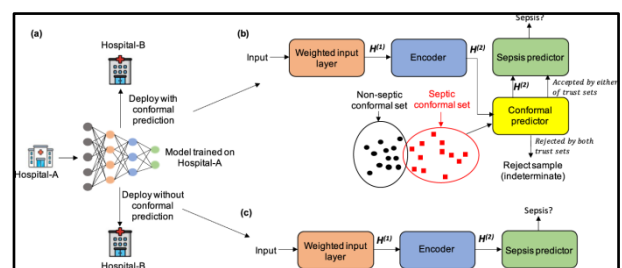 (a)
Hospital-B
Deploy with
conformal
prediction
Hospital-A
Model trained on
Hospital-A
Deploy without
conformal
prediction
Hospital-B
(b)
Sepsis?
Input
Weighted input
layer
H(1)
Encoder
H(2)
Sepsis predictor
H(2)
Accepted by either
of trust sets
Non-septic
conformal set
Septic
conformal set
Conformal
predictor
Rejected by both
trust sets
Reject sample
(indeterminate)
(c)
Sepsis?
Input
Weighted input
layer
H(1)
Encoder
H(2)
Sepsis predictor